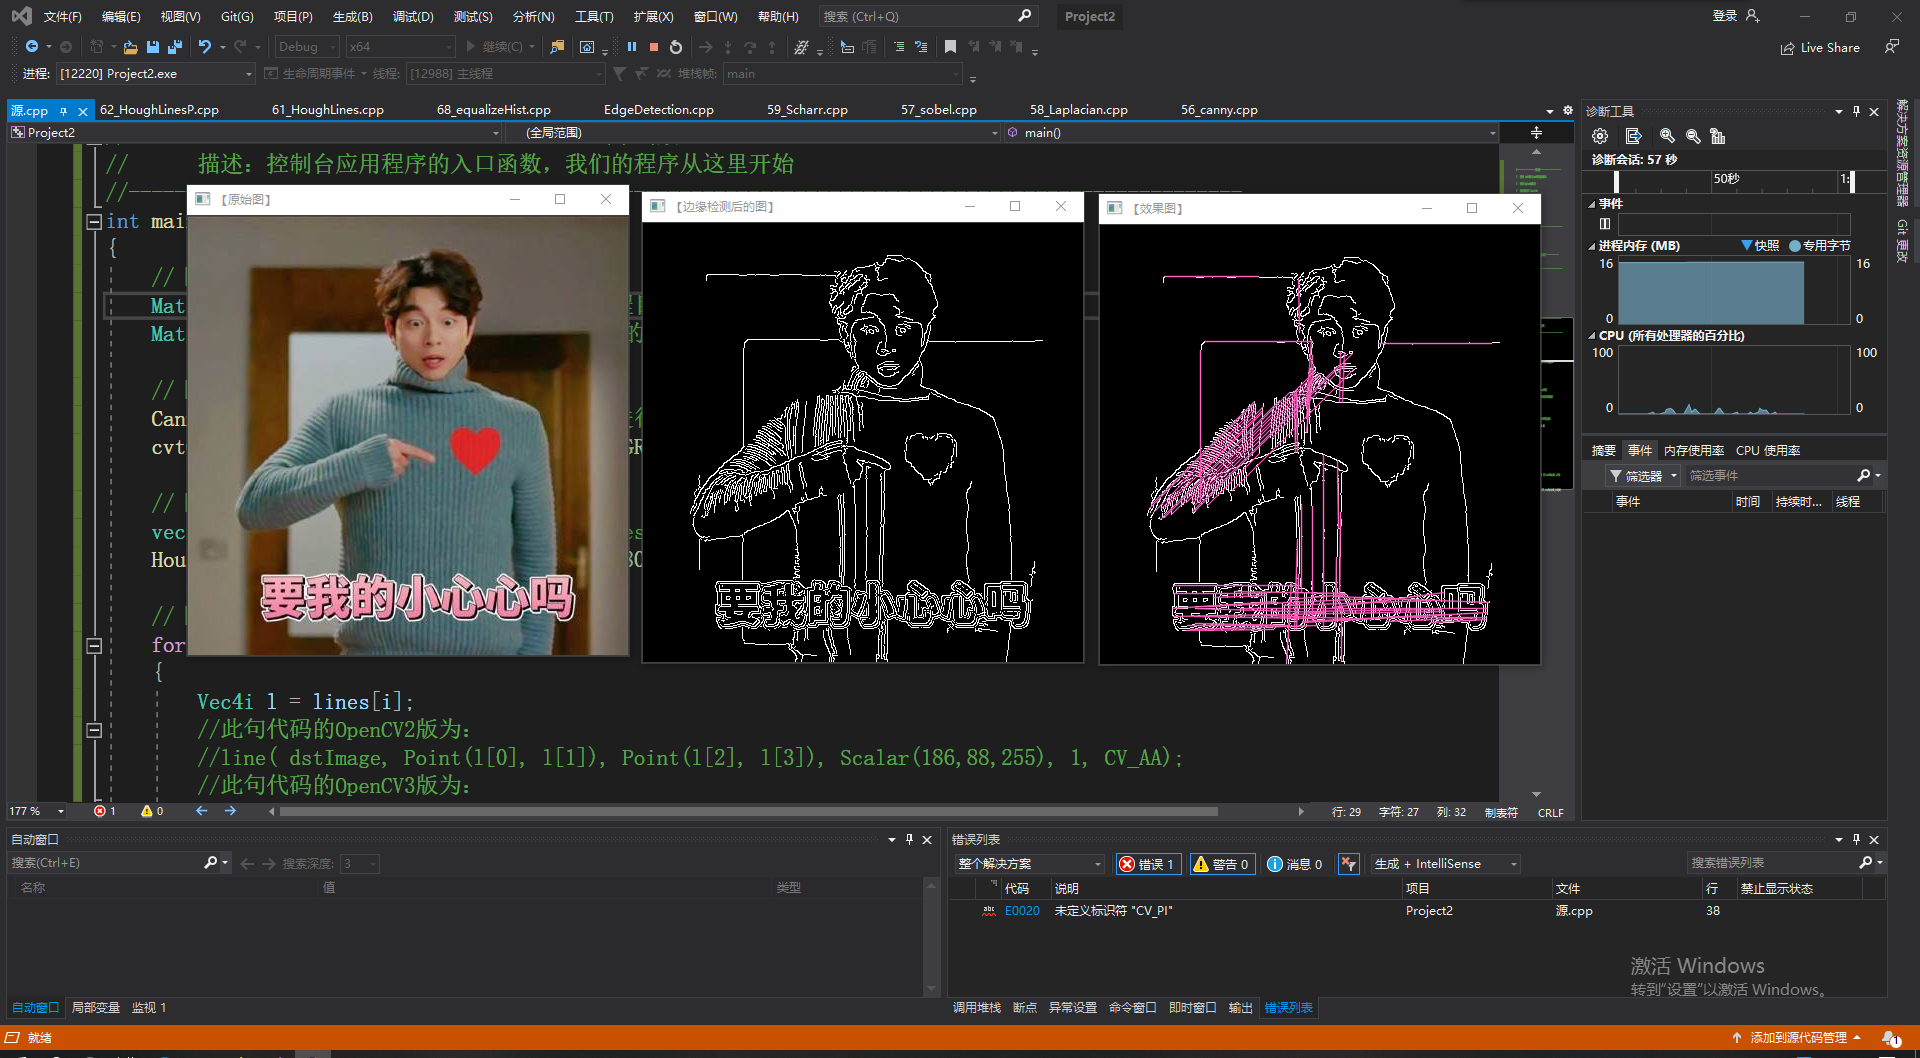 文件(F) 编辑(E) 视图(V) Git(G) 项目(P) 生成(B) 调试(D) 测试(S) 分析(N) 工具(T) 扩展(X) 窗口(W) 帮助(H) 搜索 (Ctrl+Q) Project2 登录
Debug x64 继续(C) Live Share
进程: [12220] Project2.exe 生命周期事件 线程: [12988] 主线程 堆栈帧: main
源.cpp 62_HoughLinesP.cpp 61_HoughLines.cpp 68_equalizeHist.cpp EdgeDetection.cpp 59_Scharr.cpp 57_sobel.cpp 58_Laplacian.cpp 56_canny.cpp
Project2 (全局范围) main()
// 描述：控制台应用程序的入口函数，我们的程序从这里开始
//----------------------------------------------------------------------------------------------
int mai
{
//
Mat
Mat 的
//
Can
cvt GR
//
vec es
Hou 80
//
for
{
Vec4i l = lines[i];
//此句代码的OpenCV2版为:
//line( dstImage, Point(l[0], l[1]), Point(l[2], l[3]), Scalar(186,88,255), 1, CV_AA);
//此句代码的OpenCV3版为:
【原始图】
要我的小心心吗
【边缘检测后的图】
要我的小心心吗
【效果图】
177 % 1 0 行: 29 字符: 27 列: 32 制表符 CRLF
诊断工具
诊断会话: 57 秒
50秒 1:
事件
进程内存 (MB) 快照 专用字节
16 16
0 0
CPU (所有处理器的百分比)
100 100
0 0
摘要 事件 内存使用率 CPU 使用率
筛选器 筛选事件
事件 时间 持续时... 线程
解决方案资源管理器
Git 更改
自动窗口
搜索(Ctrl+E) 搜索深度: 3
名称 值 类型
自动窗口 局部变量 监视 1
错误列表
整个解决方案 错误 1 警告 0 消息 0 生成 + IntelliSense 搜索错误列表
代码 说明 项目 文件 行 禁止显示状态
abc E0020 未定义标识符 "CV_PI" Project2 源.cpp 38
激活 Windows
转到"设置"以激活 Windows。
调用堆栈 断点 异常设置 命令窗口 即时窗口 输出 错误列表
就绪 添加到源代码管理 1